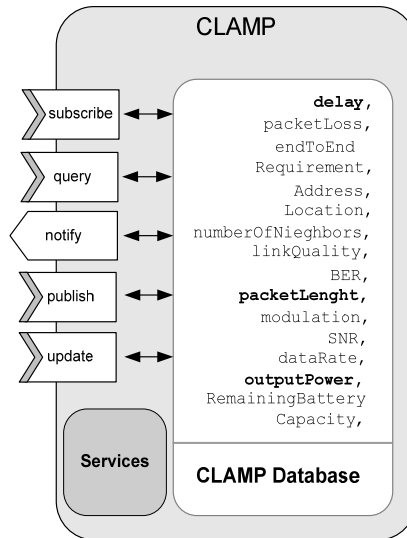 CLAMP
subscribe
query
notify
publish
update
delay,
packetLoss,
endToEnd
Requirement,
Address,
Location,
numberOfNieghbors,
linkQuality,
BER,
packetLenght,
modulation,
SNR,
dataRate,
outputPower,
RemainingBattery
Capacity,
Services
CLAMP Database